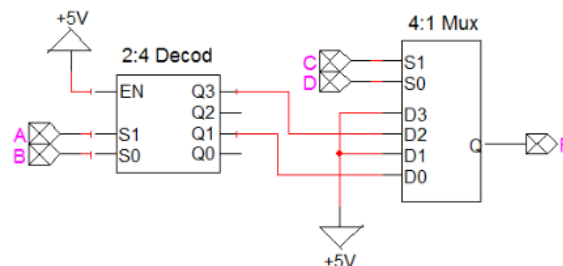 +5V
2:4 Decod
4:1 Mux
EN
Q3
Q2
S1
Q1
S0
Q0
A
B
C
D
S1
S0
D3
D2
D1
D0
Q
+5V